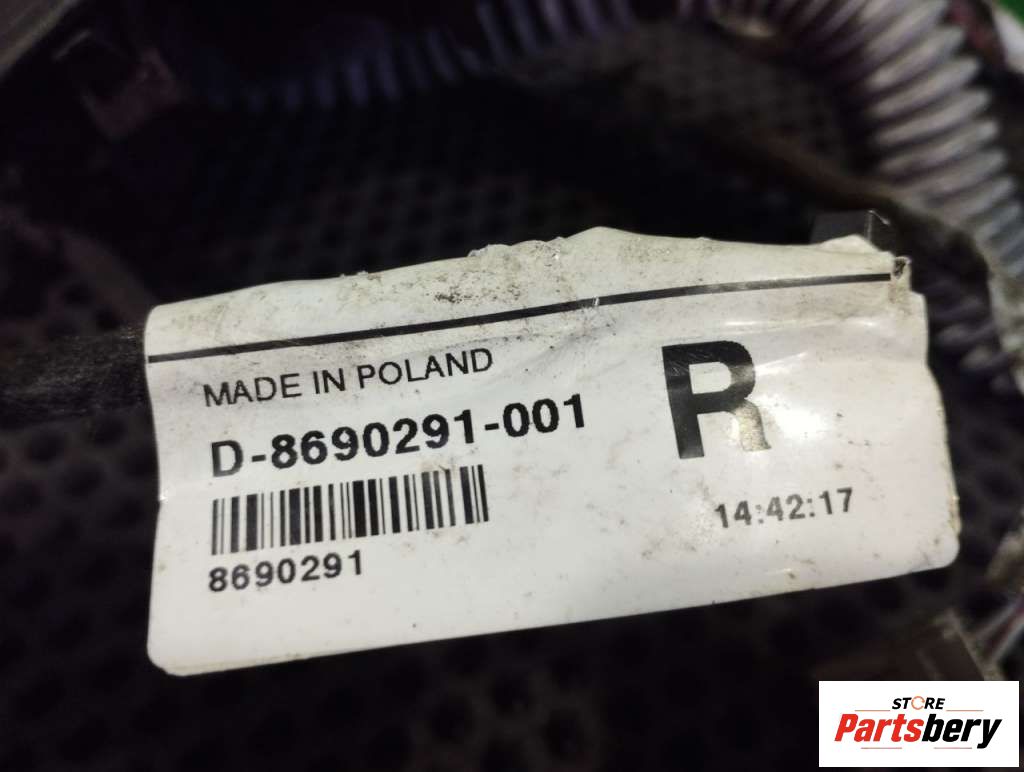 MADE IN POLAND
D-8690291-001
R
8690291
14:42:17
STORE
Partsbery